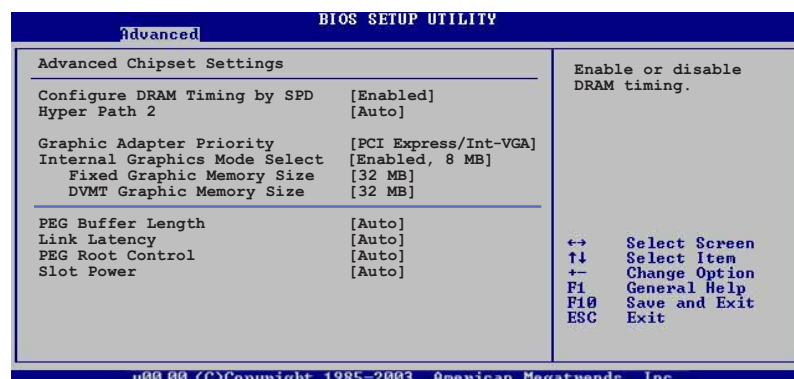 BIOS SETUP UTILITY
Advanced
Advanced Chipset Settings
Configure DRAM Timing by SPD [Enabled]
Hyper Path 2 [Auto]
Graphic Adapter Priority [PCI Express/Int-VGA]
Internal Graphics Mode Select [Enabled, 8 MB]
Fixed Graphic Memory Size [32 MB]
DVMT Graphic Memory Size [32 MB]
PEG Buffer Length [Auto]
Link Latency [Auto]
PEG Root Control [Auto]
Slot Power [Auto]
Enable or disable
DRAM timing.
←→ Select Screen
↑↓ Select Item
+- Change Option
F1 General Help
F10 Save and Exit
ESC Exit
v00.00 (C)Copyright 1985-2003, American Megatrends, Inc.